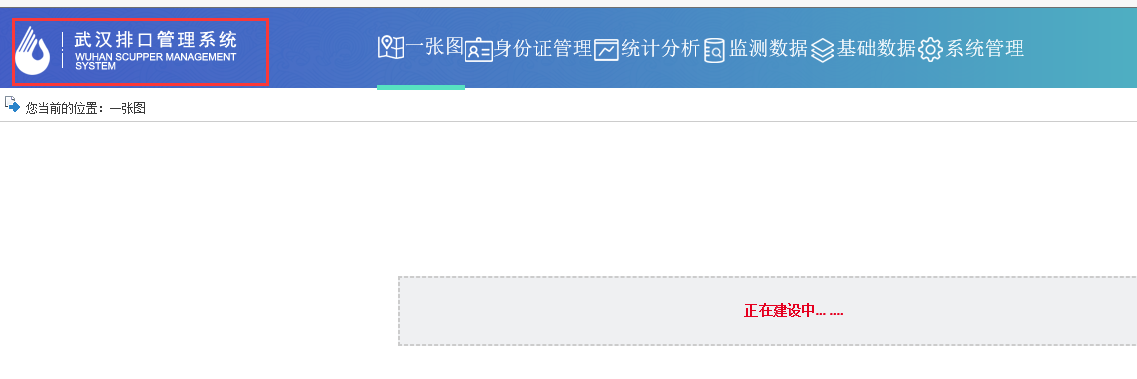 武汉排口管理系统
WUHAN SCUPPER MANAGEMENT
SYSTEM
一张图 身份证管理 统计分析 监测数据 基础数据 系统管理
您当前的位置：一张图
正在建设中... ....